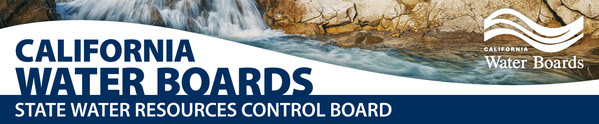 CALIFORNIA
WATER BOARDS
STATE WATER RESOURCES CONTROL BOARD
CALIFORNIA
Water Boards